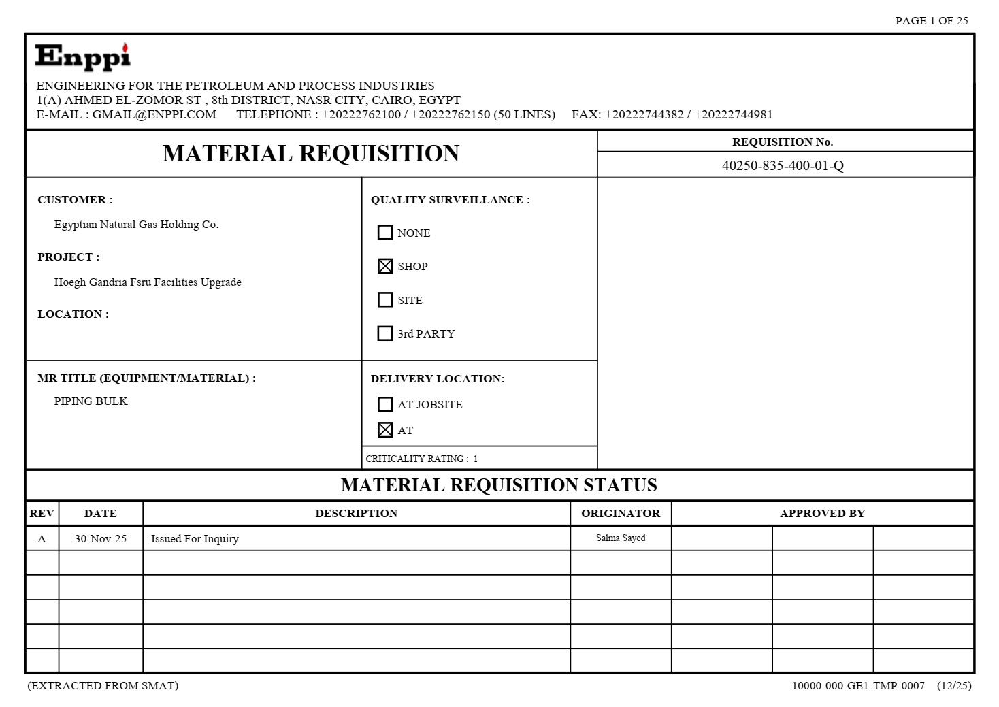 PAGE 1 OF 25
Enppi
ENGINEERING FOR THE PETROLEUM AND PROCESS INDUSTRIES
1(A) AHMED EL-ZOMOR ST , 8th DISTRICT, NASR CITY, CAIRO, EGYPT
E-MAIL : GMAIL@ENPPI.COM TELEPHONE : +20222762100 / +20222762150 (50 LINES) FAX: +20222744382 / +20222744981
MATERIAL REQUISITION
REQUISITION No.
40250-835-400-01-Q
CUSTOMER :
Egyptian Natural Gas Holding Co.
PROJECT :
Hoegh Gandria Fsru Facilities Upgrade
LOCATION :
QUALITY SURVEILLANCE :
NONE
SHOP
SITE
3rd PARTY
MR TITLE (EQUIPMENT/MATERIAL) :
PIPING BULK
DELIVERY LOCATION:
AT JOBSITE
AT
CRITICALITY RATING : 1
MATERIAL REQUISITION STATUS
REV DATE DESCRIPTION ORIGINATOR APPROVED BY
A 30-Nov-25 Issued For Inquiry Salma Sayed
(EXTRACTED FROM SMAT) 10000-000-GE1-TMP-0007 (12/25)